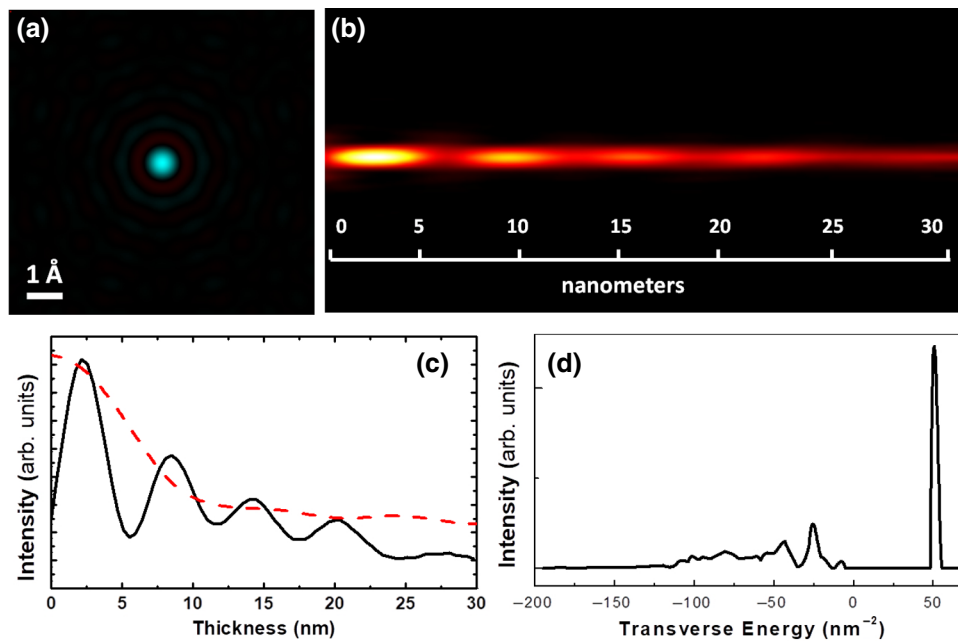 (a)
1 Å
(b)
0 5 10 15 20 25 30
nanometers
(c)
Intensity (arb. units)
0 5 10 15 20 25 30
Thickness (nm)
(d)
Intensity (arb. units)
−200 −150 −100 −50 0 50
Transverse Energy (nm⁻²)